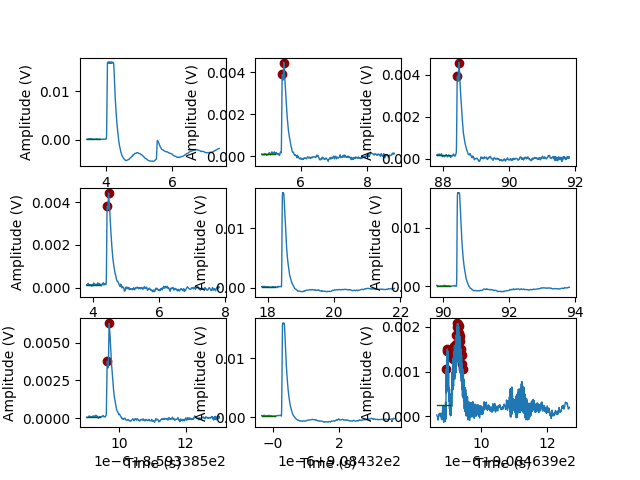 Amplitude (V) 0.01 0.00 4 6
Amplitude (V) 0.004 0.002 0.000 6 8
Amplitude (V) 0.004 0.002 0.000 88 90 92
Amplitude (V) 0.004 0.002 0.000 4 6 8
Amplitude (V) 0.01 0.00 18 20 22
Amplitude (V) 0.01 0.00 90 92 94
Amplitude (V) 0.0050 0.0025 0.0000 10 12
Time (s) 1e−6+8.593385e2
Amplitude (V) 0.01 0.00 −0 2
Time (s) 1e−6+9.08432e2
Amplitude (V) 0.002 0.001 0.000 10 12
Time (s) 1e−6+9.084639e2